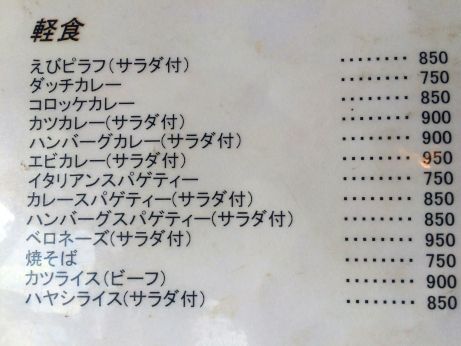 軽食
えびピラフ(サラダ付) ········ 850
ダッチカレー ········ 750
コロッケカレー ········ 850
カツカレー(サラダ付) ········ 900
ハンバーグカレー(サラダ付) ········ 900
エビカレー(サラダ付) ········ 950
イタリアンスパゲティー ········ 750
カレースパゲティー(サラダ付) ········ 850
ハンバーグスパゲティー(サラダ付) ········ 850
ベロネーズ(サラダ付) ········ 950
焼そば ········ 750
カツライス(ビーフ) ········ 900
ハヤシライス(サラダ付) ········ 850